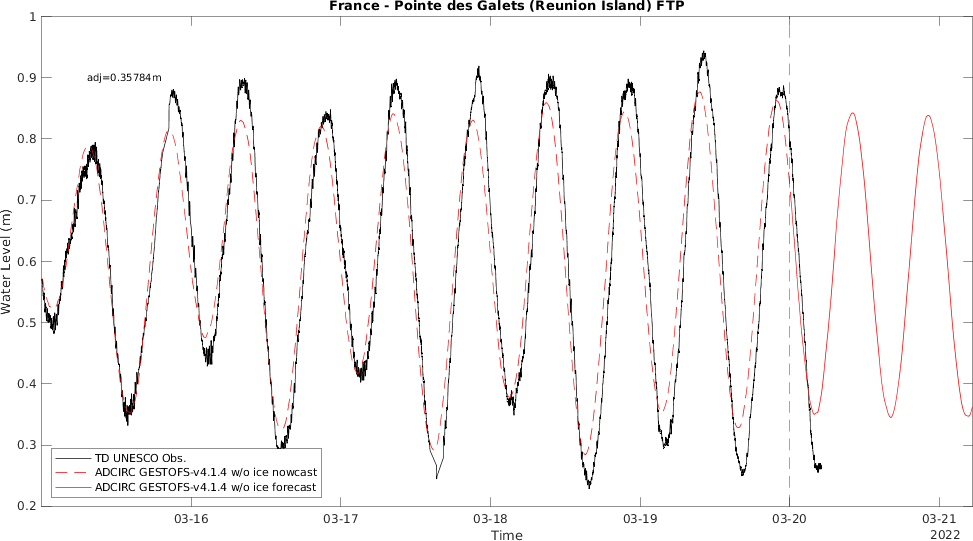 France - Pointe des Galets (Reunion Island) FTP
1
0.9
0.8
0.7
0.6
0.5
0.4
0.3
0.2
Water Level (m)
adj=0.35784m
TD UNESCO Obs.
ADCIRC GESTOFS-v4.1.4 w/o ice nowcast
ADCIRC GESTOFS-v4.1.4 w/o ice forecast
03-16 03-17 03-18 03-19 03-20 03-21
Time
2022